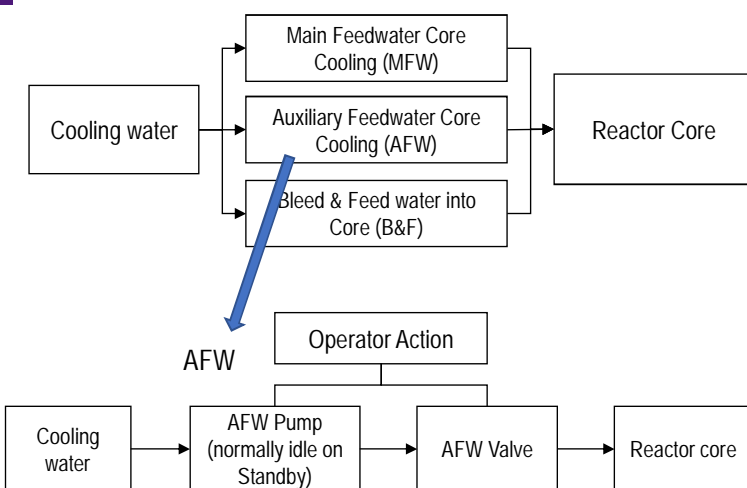 Main Feedwater Core
Cooling (MFW)
Cooling water
Auxiliary Feedwater Core
Cooling (AFW)
Reactor Core
Bleed & Feed water into
Core (B&F)
AFW
Operator Action
Cooling
water
AFW Pump
(normally idle on
Standby)
AFW Valve
Reactor core